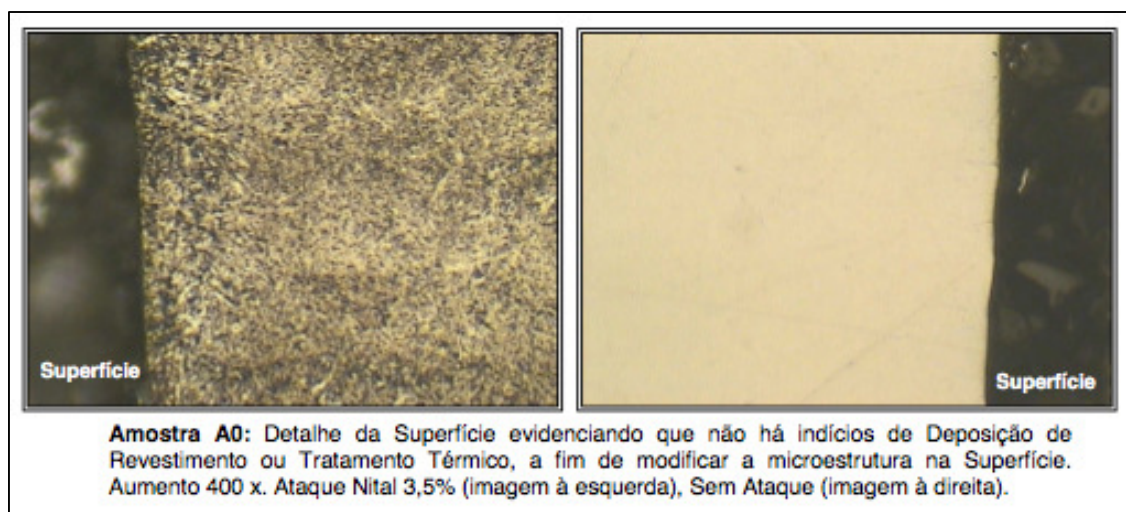 Superfície
Superfície
Amostra A0: Detalhe da Superfície evidenciando que não há indícios de Deposição de
Revestimento ou Tratamento Térmico, a fim de modificar a microestrutura na Superfície.
Aumento 400 x. Ataque Nital 3,5% (imagem à esquerda), Sem Ataque (imagem à direita).